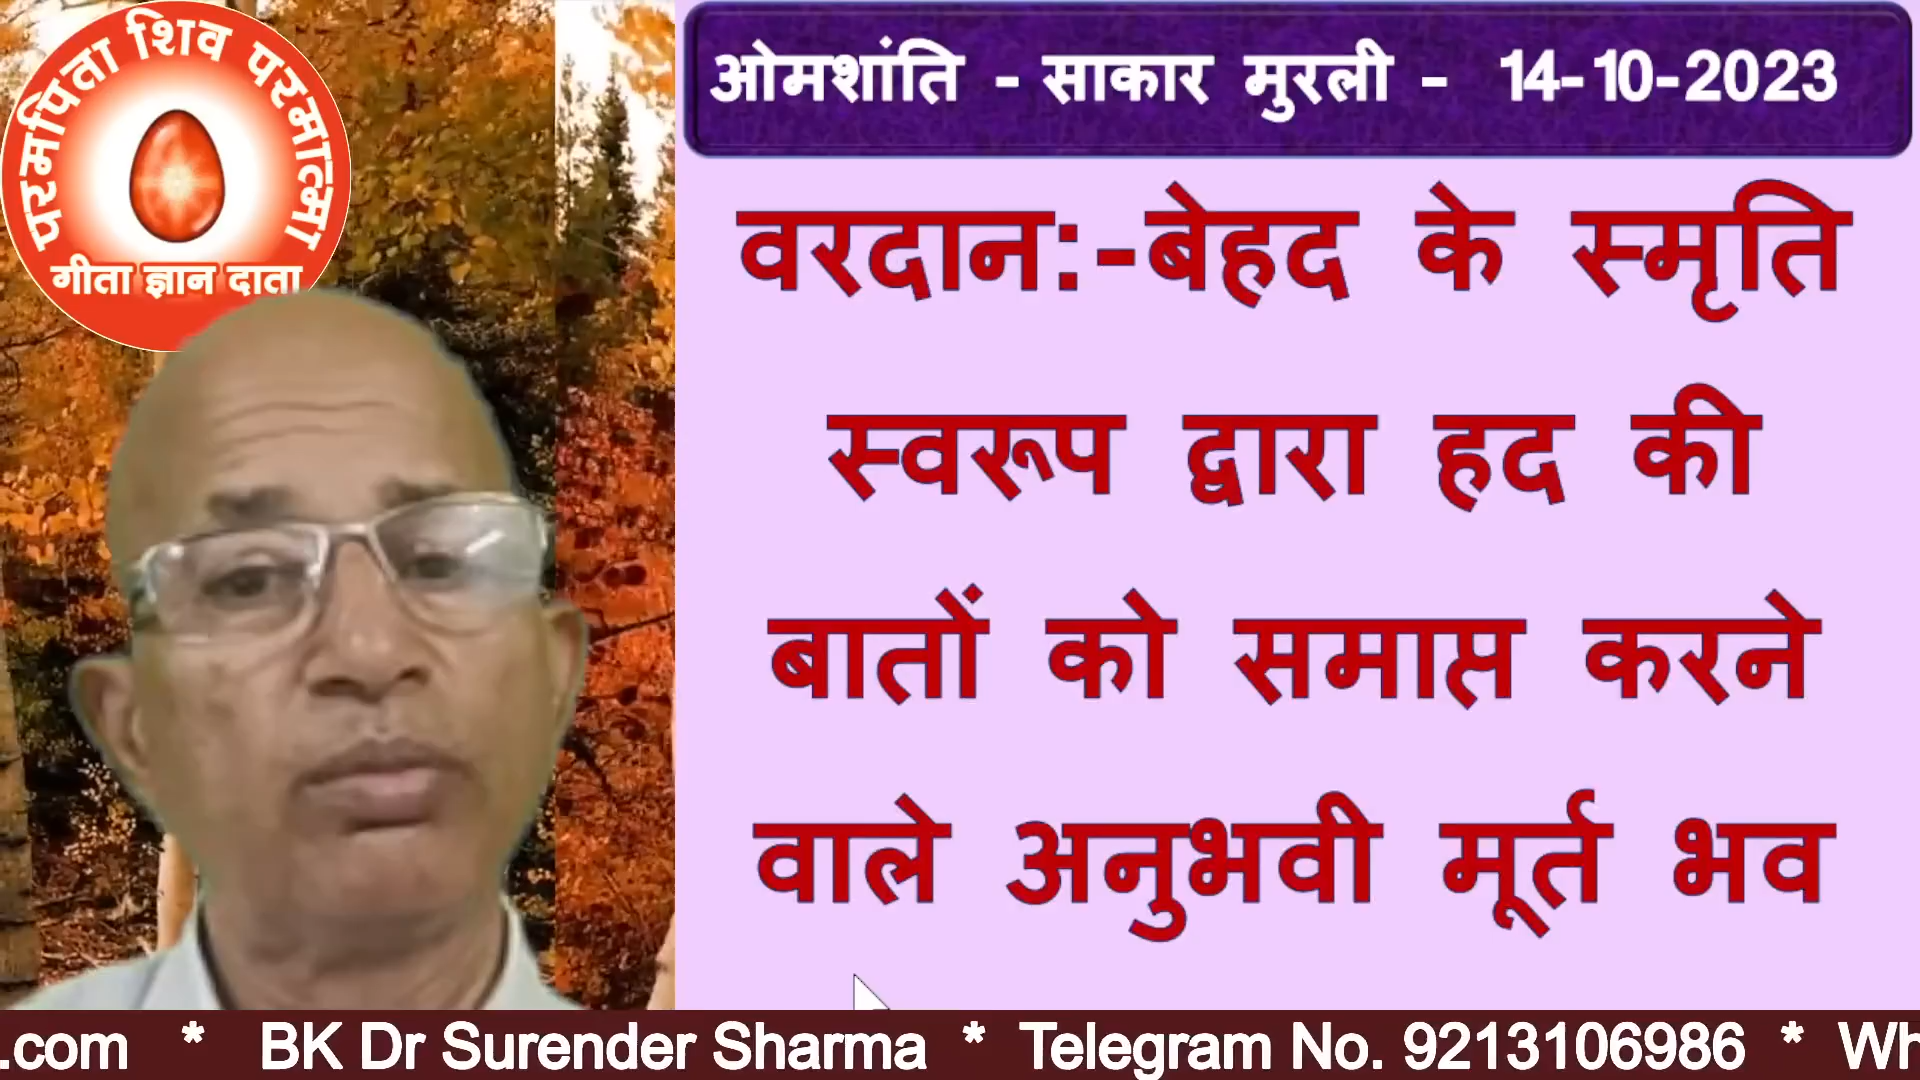 परमपिता शिव परमात्मा
गीता ज्ञान दाता
ओमशांति - साकार मुरली - 14-10-2023
वरदान:-बेहद के स्मृति
स्वरूप द्वारा हद की
बातों को समाप्त करने
वाले अनुभवी मूर्त भव
.com * BK Dr Surender Sharma * Telegram No. 9213106986 * Wh